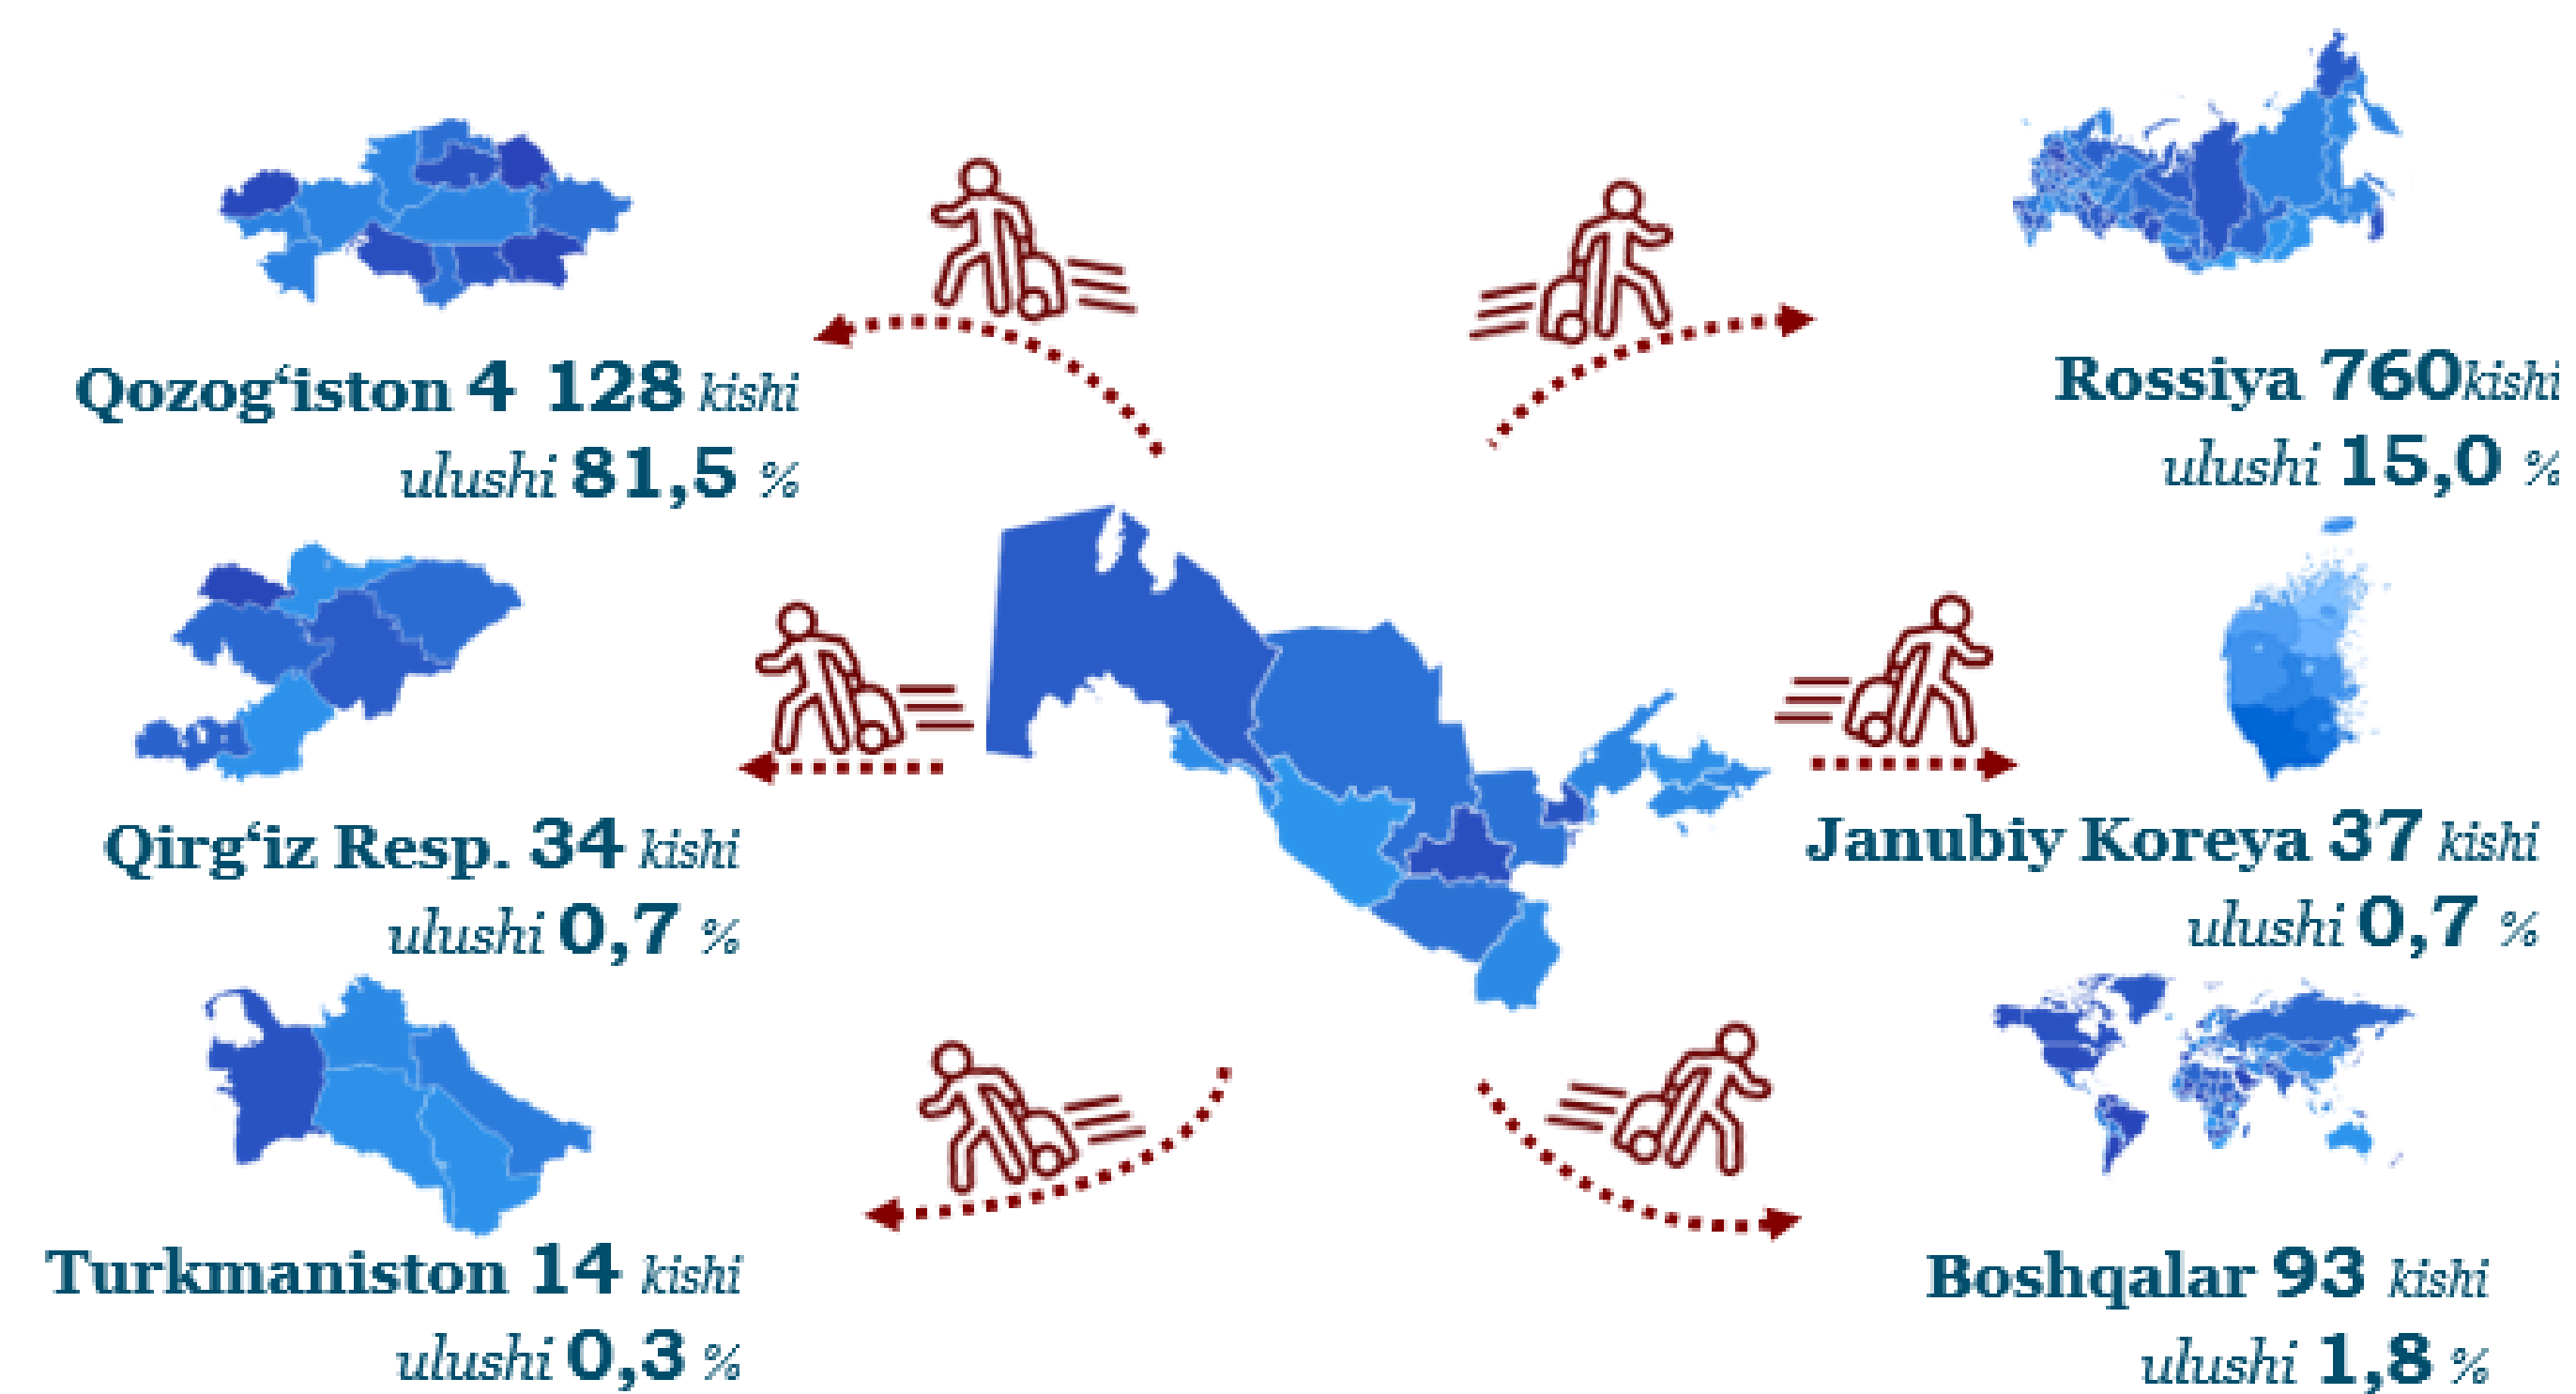 Qozog‘iston 4 128 kishi
ulushi 81,5 %
Rossiya 760kishi
ulushi 15,0 %
Qirg‘iz Resp. 34 kishi
ulushi 0,7 %
Janubiy Koreya 37 kishi
ulushi 0,7 %
Turkmaniston 14 kishi
ulushi 0,3 %
Boshqalar 93 kishi
ulushi 1,8 %